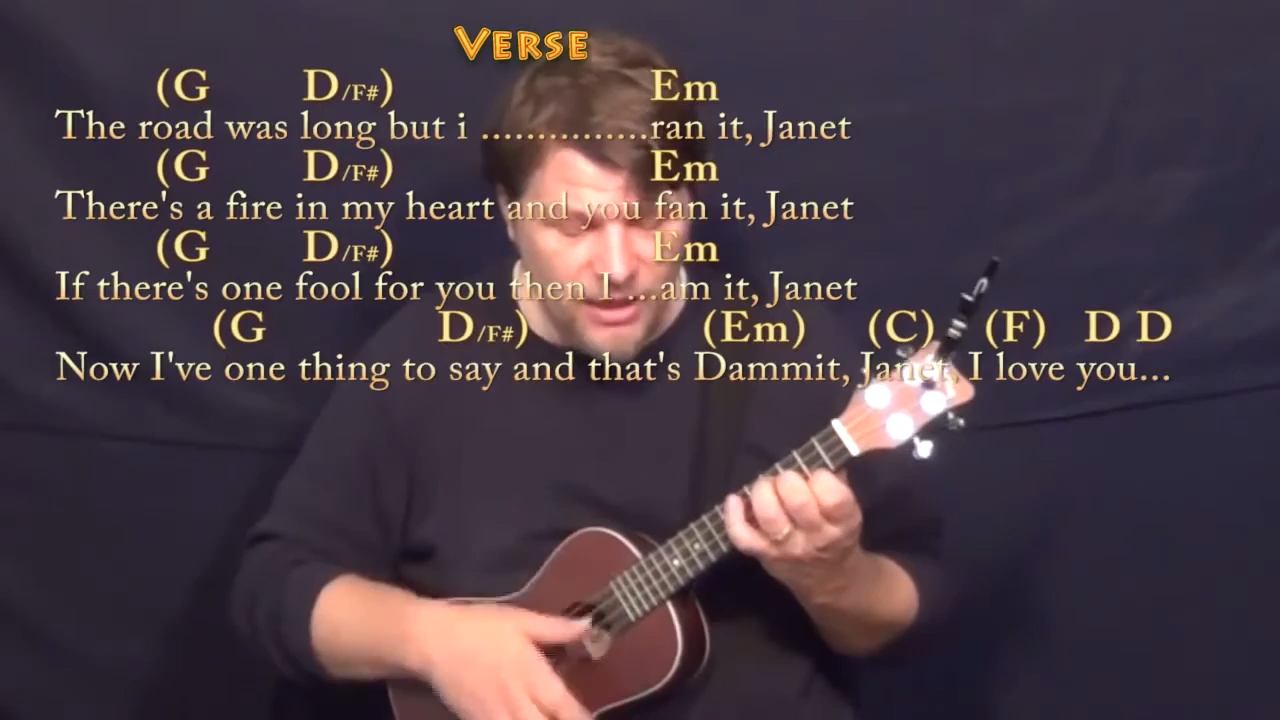 VERSE
(G D/F#) Em
The road was long but i ...............ran it, Janet
(G D/F#) Em
There's a fire in my heart and you fan it, Janet
(G D/F#) Em
If there's one fool for you then I ...am it, Janet
(G D/F#) (Em) (C) (F) D D
Now I've one thing to say and that's Dammit, Janet, I love you...